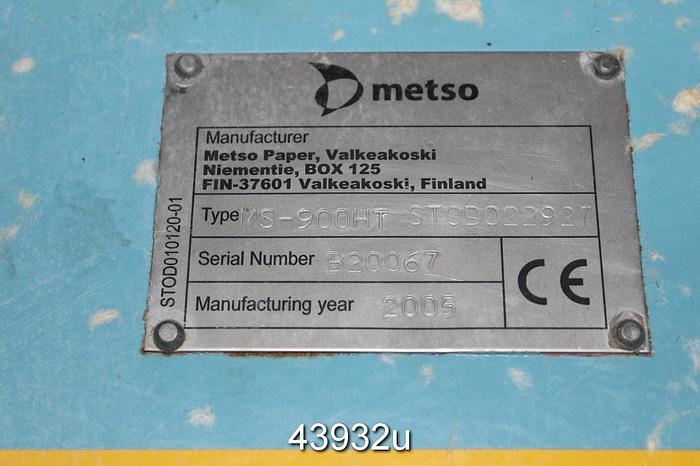 metso
Manufacturer
Metso Paper, Valkeakoski
Niementie, BOX 125
FIN-37601 Valkeakoski, Finland
Type MS-900HT STOD022927
Serial Number B20067
Manufacturing year 2005
CE
STOD010120-01
43932u